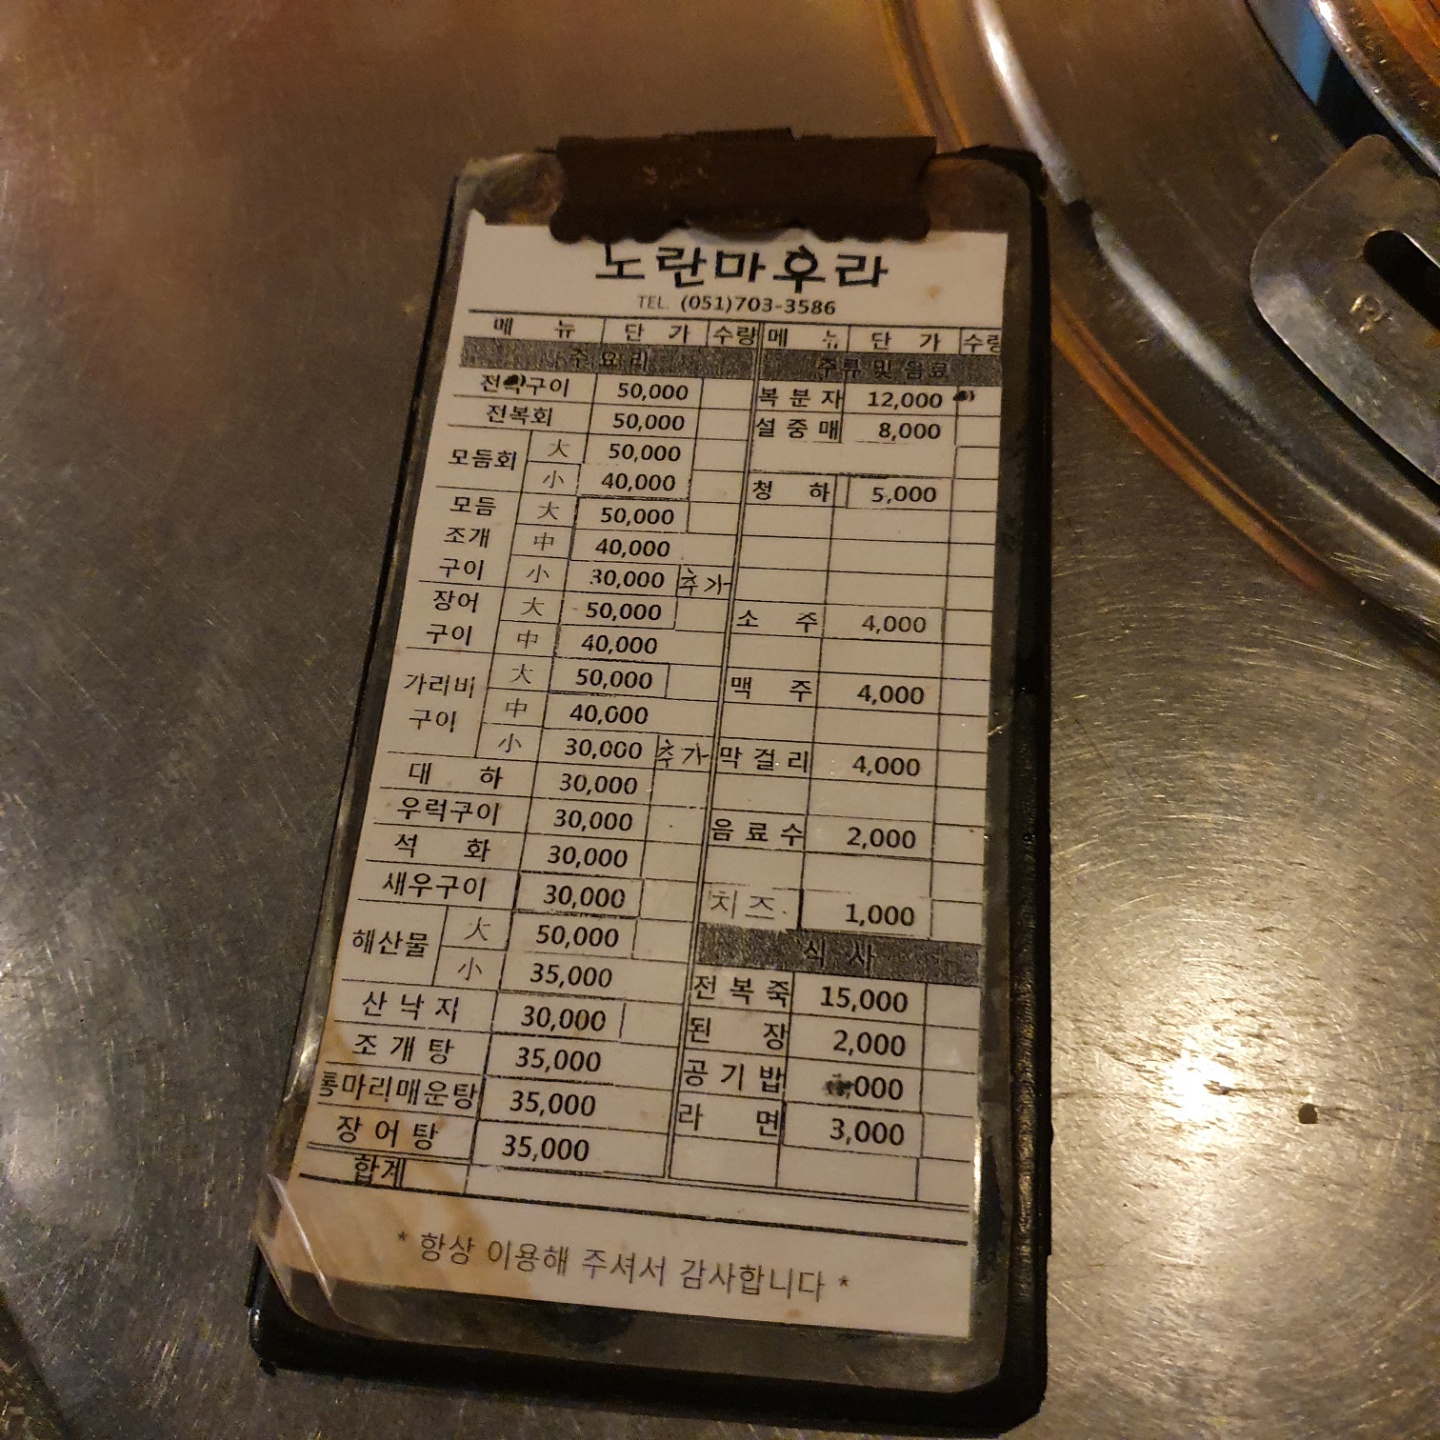 노란마후라
TEL. (051)703-3586
메 뉴 단 가 수량 메 뉴 단 가 수량
주 요 리 주류 및 음료
구이 50,000 복 분 자 12,000
전복회 50,000 설 중 매 8,000
모듬회 大 50,000
小 40,000 청 하 5,000
모듬 大 50,000
조개 中 40,000
구이 小 30,000 추가
장어 大 50,000 소 주 4,000
구이 中 40,000
가리비 大 50,000 맥 주 4,000
구이 中 40,000
小 30,000 추가 막 걸 리 4,000
대 하 30,000
우럭구이 30,000 음 료 수 2,000
석 화 30,000
새우구이 30,000 치즈. 1,000
해산물 大 50,000 식 사
小 35,000 전 복 죽 15,000
산 낙 지 30,000 된 장 2,000
조 개 탕 35,000 공 기 밥 ,000
통마리매운탕 35,000 라 면 3,000
장 어 탕 35,000
합계
* 항상 이용해 주셔서 감사합니다 *